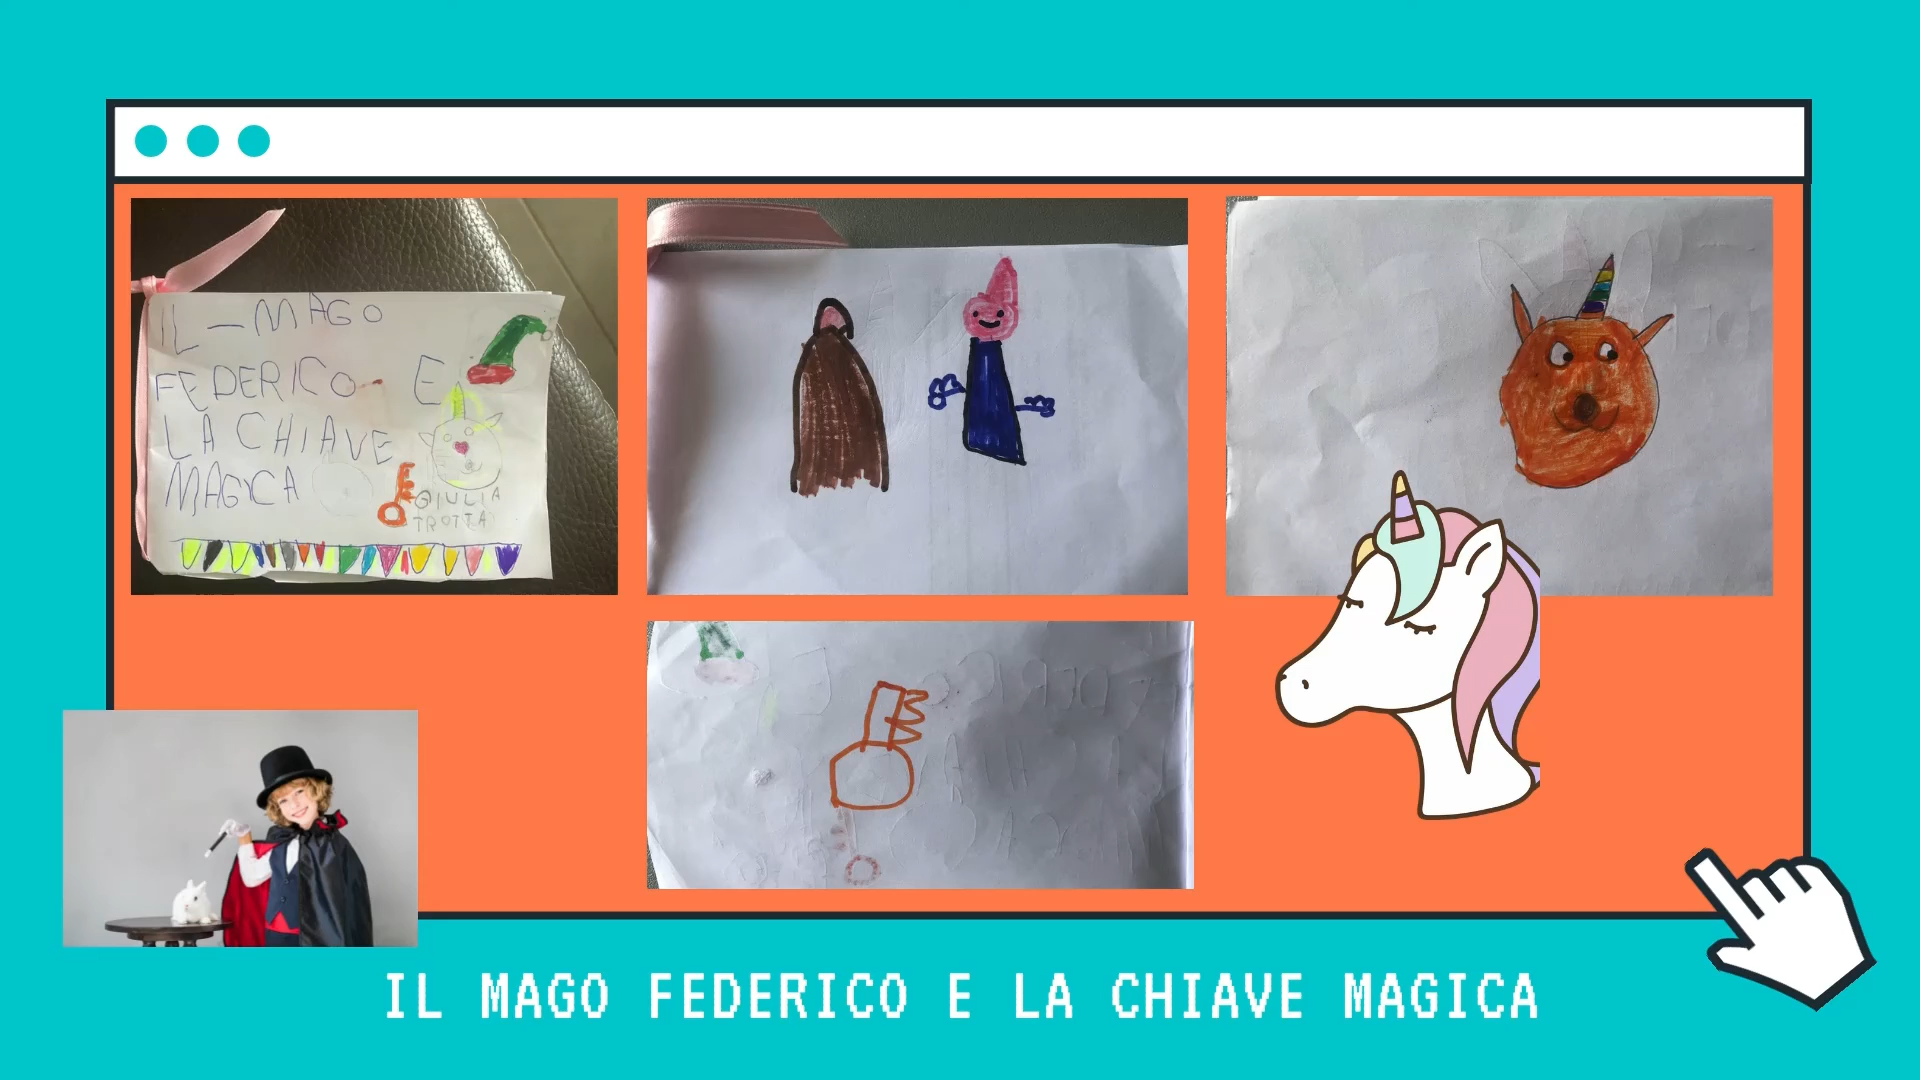 IL - MAGO
FEDERICO E
LA CHIAVE
MAGICA
GIULIA
TROTTA
IL MAGO FEDERICO E LA CHIAVE MAGICA